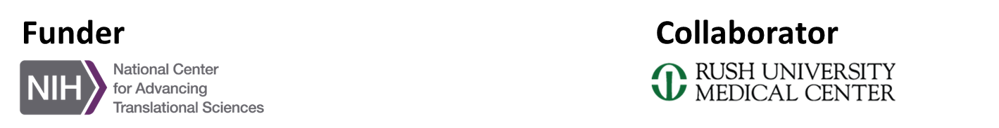 Funder
NIH
National Center
for Advancing
Translational Sciences
Collaborator
RUSH UNIVERSITY
MEDICAL CENTER